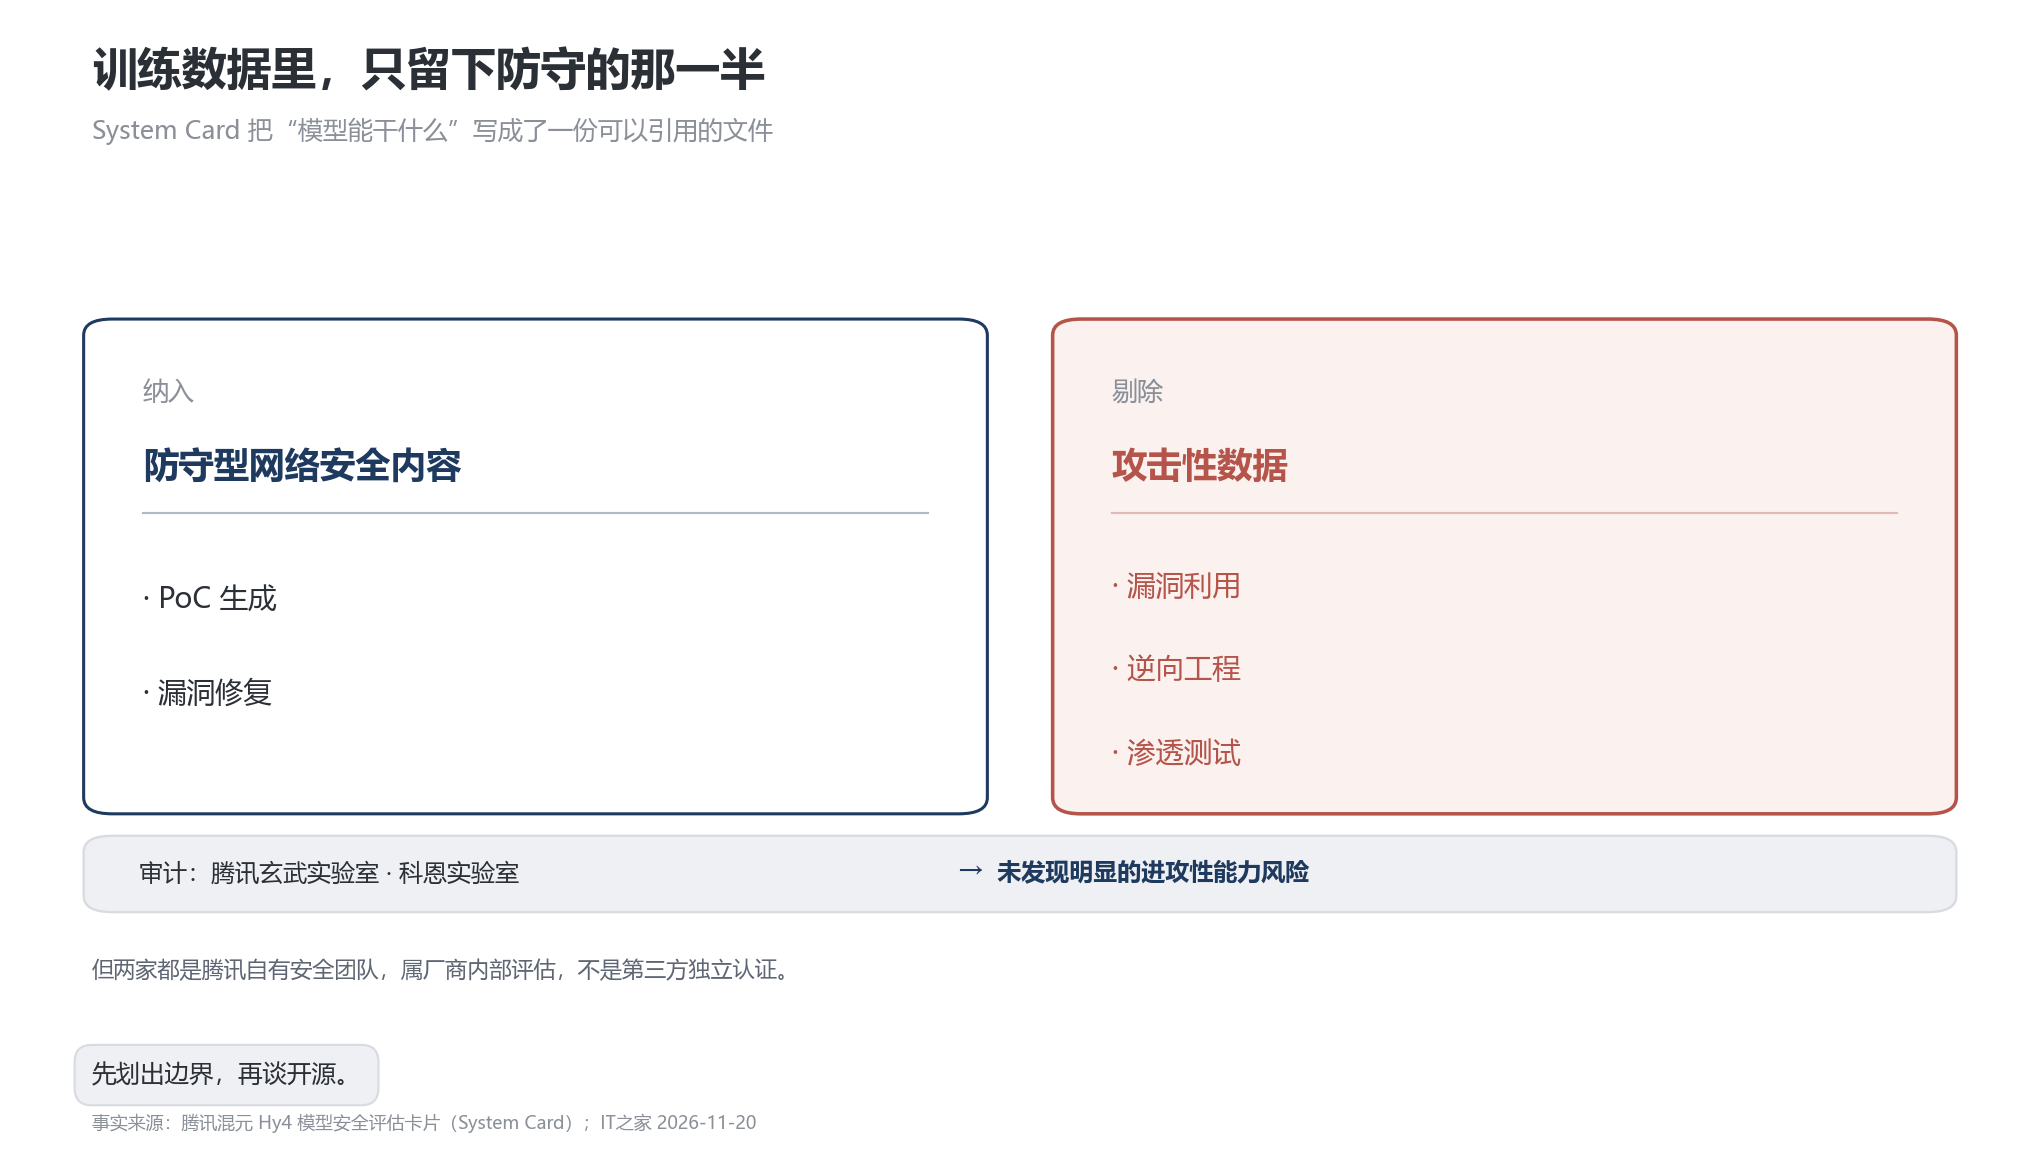 训练数据里，只留下防守的那一半
System Card 把“模型能干什么”写成了一份可以引用的文件
纳入
防守型网络安全内容
· PoC 生成
· 漏洞修复
剔除
攻击性数据
· 漏洞利用
· 逆向工程
· 渗透测试
审计：腾讯玄武实验室 · 科恩实验室
→ 未发现明显的进攻性能力风险
但两家都是腾讯自有安全团队，属厂商内部评估，不是第三方独立认证。
先划出边界，再谈开源。
事实来源：腾讯混元 Hy4 模型安全评估卡片（System Card）；IT之家 2026-11-20